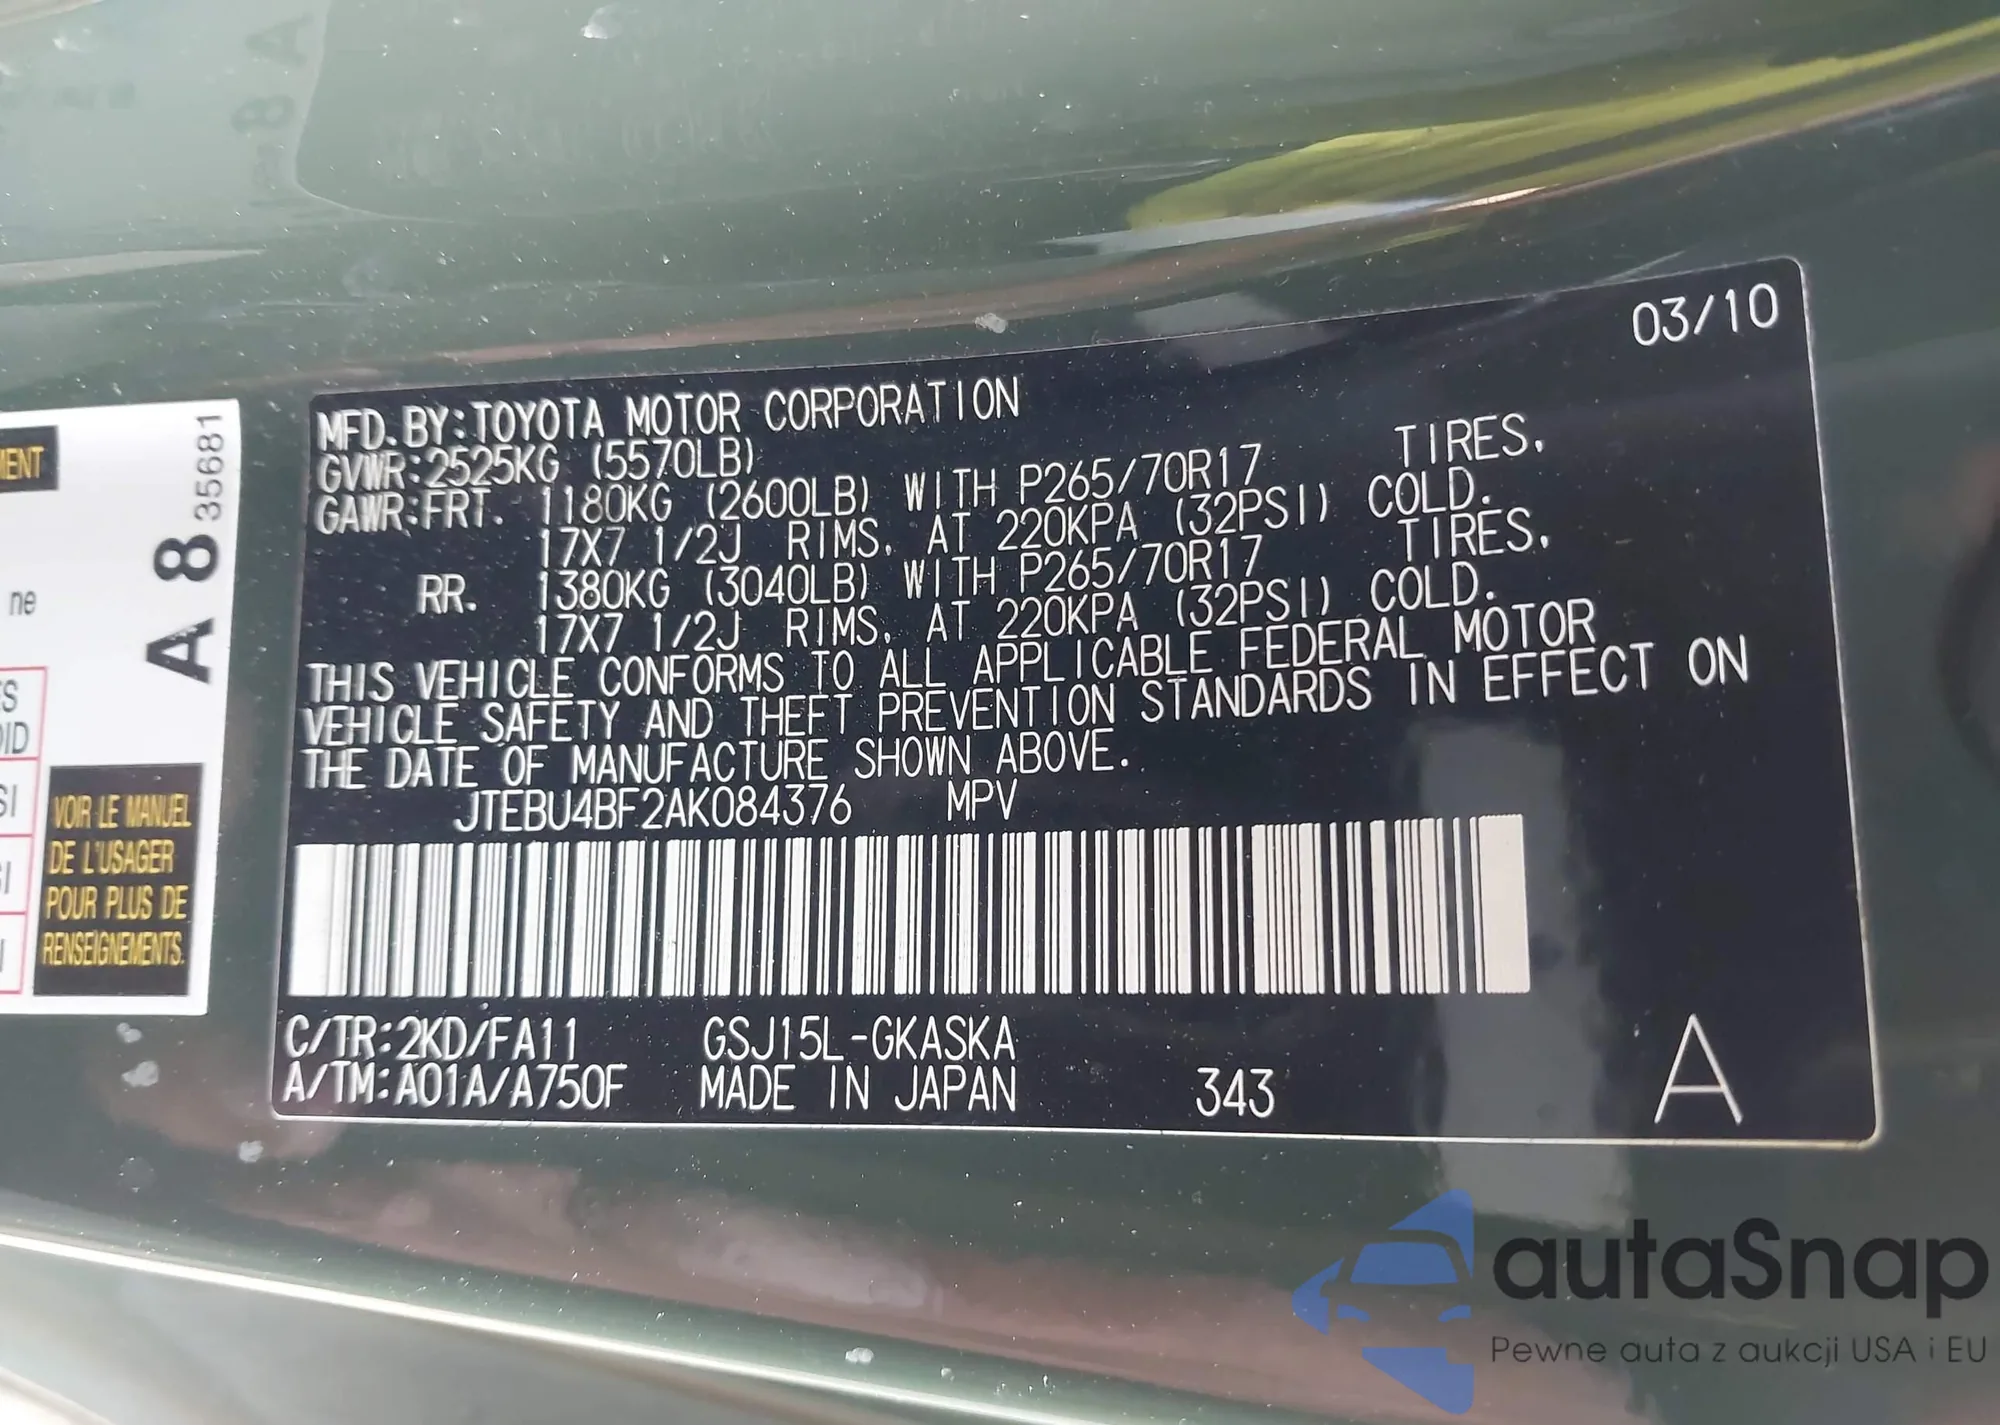 03/10
MFD. BY: TOYOTA MOTOR CORPORATION
GVWR: 2525KG (5570LB)
GAWR: FRT. 1180KG (2600LB) WITH P265/70R17 TIRES,
17X7 1/2J RIMS, AT 220KPA (32PSI) COLD.
RR. 1380KG (3040LB) WITH P265/70R17 TIRES,
17X7 1/2J RIMS, AT 220KPA (32PSI) COLD.
THIS VEHICLE CONFORMS TO ALL APPLICABLE FEDERAL MOTOR
VEHICLE SAFETY AND THEFT PREVENTION STANDARDS IN EFFECT ON
THE DATE OF MANUFACTURE SHOWN ABOVE.
JTEBU4BF2AK084376 MPV
C/TR: 2KD/FA11 GSJ15L-GKASKA
A/TM: A01A/A750F MADE IN JAPAN 343 A
A 8 35681
ne
SI
VOIR LE MANUEL
DE L'USAGER
POUR PLUS DE
RENSEIGNEMENTS.
autaSnap
Pewne auta z aukcji USA i EU